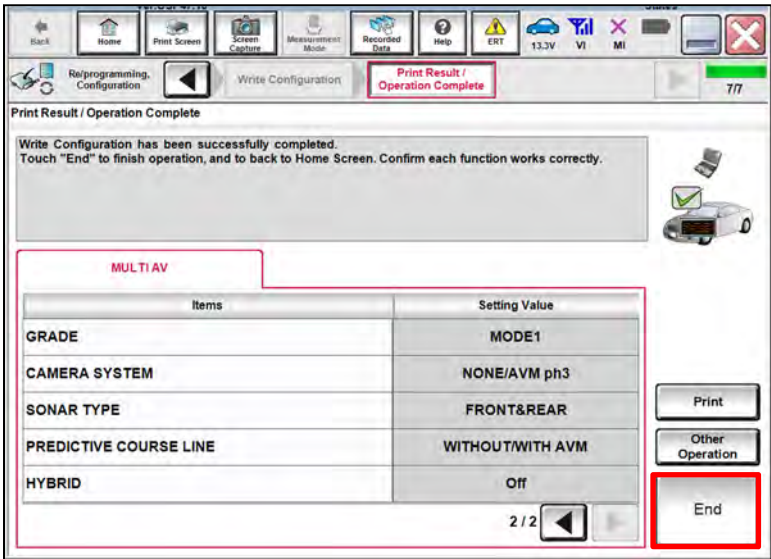 Back
Home
Print Screen
Screen
Capture
Measurement
Mode
Recorded
Data
Help
ERT
13.3V
VI
MI
Re/programming,
Configuration
Write Configuration
Print Result /
Operation Complete
7/7
Print Result / Operation Complete
Write Configuration has been successfully completed.
Touch "End" to finish operation, and to back to Home Screen. Confirm each function works correctly.
MULTI AV
Items Setting Value
GRADE MODE1
CAMERA SYSTEM NONE/AVM ph3
SONAR TYPE FRONT&REAR
PREDICTIVE COURSE LINE WITHOUT/WITH AVM
HYBRID Off
2 / 2
Print
Other
Operation
End